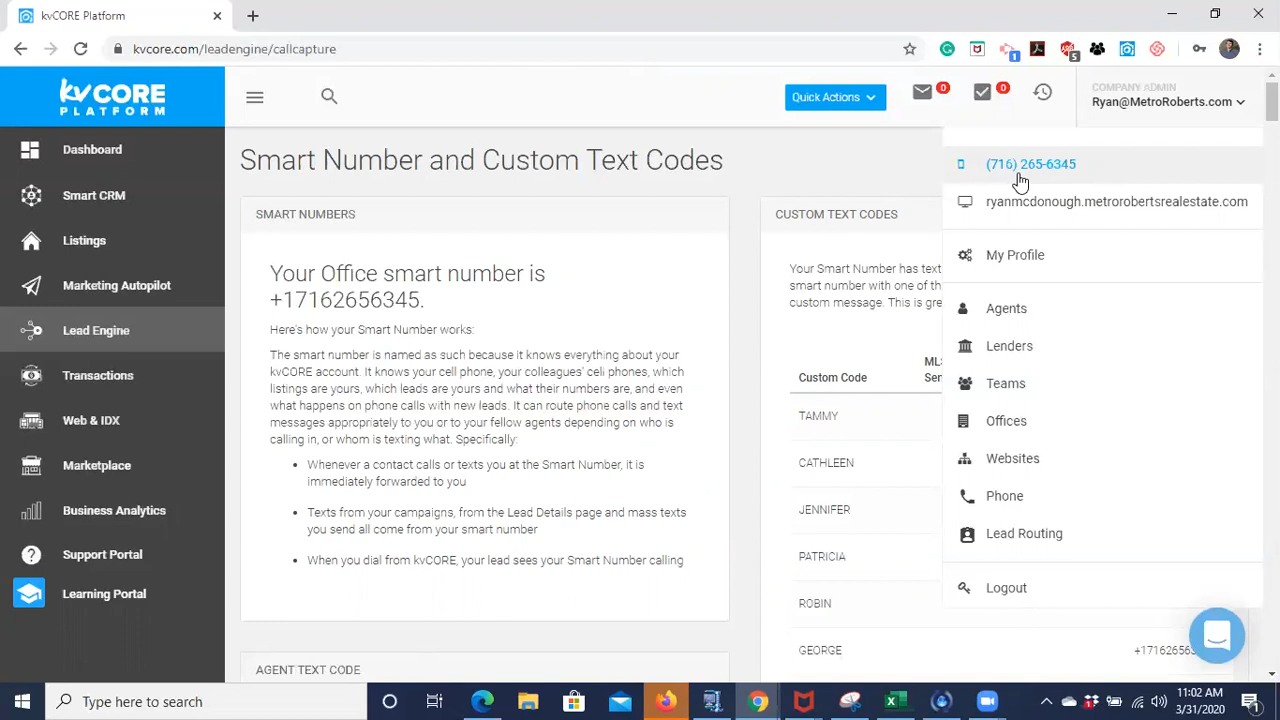 kvCORE Platform
kvcore.com/leadengine/callcapture
1
5
kvCORE
PLATFORM
Quick Actions
0
0
COMPANY ADMIN
Ryan@MetroRoberts.com
Dashboard
Smart CRM
Listings
Marketing Autopilot
Lead Engine
Transactions
Web & IDX
Marketplace
Business Analytics
Support Portal
Learning Portal
Smart Number and Custom Text Codes
SMART NUMBERS
Your Office smart number is
+17162656345.
Here's how your Smart Number works:
The smart number is named as such because it knows everything about your
kvCORE account. It knows your cell phone, your colleagues' cell phones, which
listings are yours, which leads are yours and what their numbers are, and even
what happens on phone calls with new leads. It can route phone calls and text
messages appropriately to you or to your fellow agents depending on who is
calling in, or whom is texting what. Specifically:
• Whenever a contact calls or texts you at the Smart Number, it is
immediately forwarded to you
• Texts from your campaigns, from the Lead Details page and mass texts
you send all come from your smart number
• When you dial from kvCORE, your lead sees your Smart Number calling
AGENT TEXT CODE
CUSTOM TEXT CODES
Your Smart Number has text
smart number with one of th
custom message. This is gre
Custom Code
TAMMY
CATHLEEN
JENNIFER
PATRICIA
ROBIN
GEORGE
(716) 265-6345
ryanmcdonough.metrorobertsrealestate.com
My Profile
Agents
Lenders
Teams
Offices
Websites
Phone
Lead Routing
Logout
Type here to search
11:02 AM
3/31/2020
1